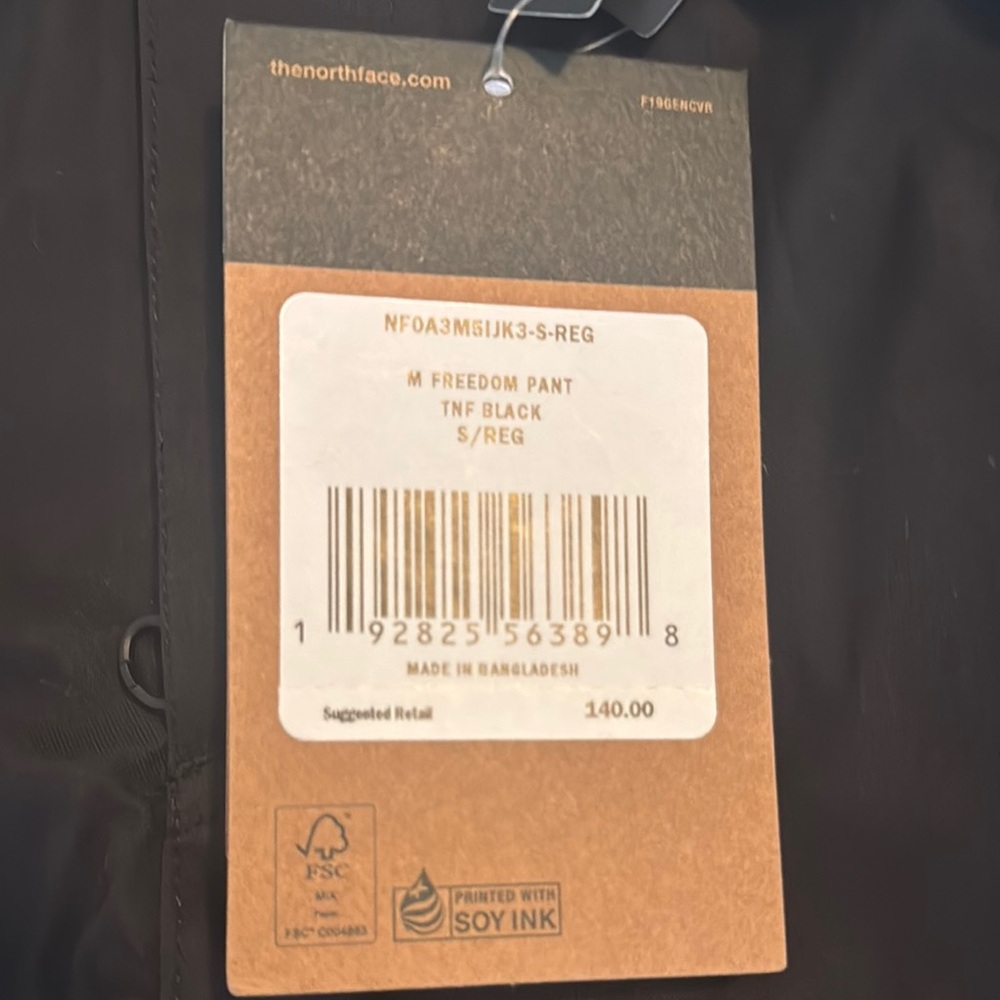 thenorthface.com
F19GENCVR
NF0A3M5IJK3-S-REG
M FREEDOM PANT
TNF BLACK
S/REG
1 92825 56389 8
MADE IN BANGLADESH
Suggested Retail 140.00
FSC
MIX
FSC® C004863
PRINTED WITH
SOY INK